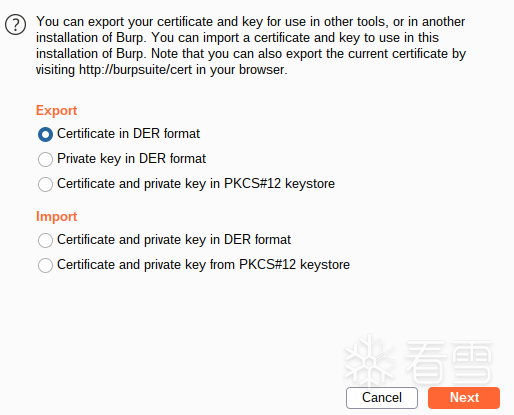 You can export your certificate and key for use in other tools, or in another
installation of Burp. You can import a certificate and key to use in this
installation of Burp. Note that you can also export the current certificate by
visiting http://burpsuite/cert in your browser.
Export
Certificate in DER format
Private key in DER format
Certificate and private key in PKCS#12 keystore
Import
Certificate and private key in DER format
Certificate and private key from PKCS#12 keystore
看雪
Cancel
Next